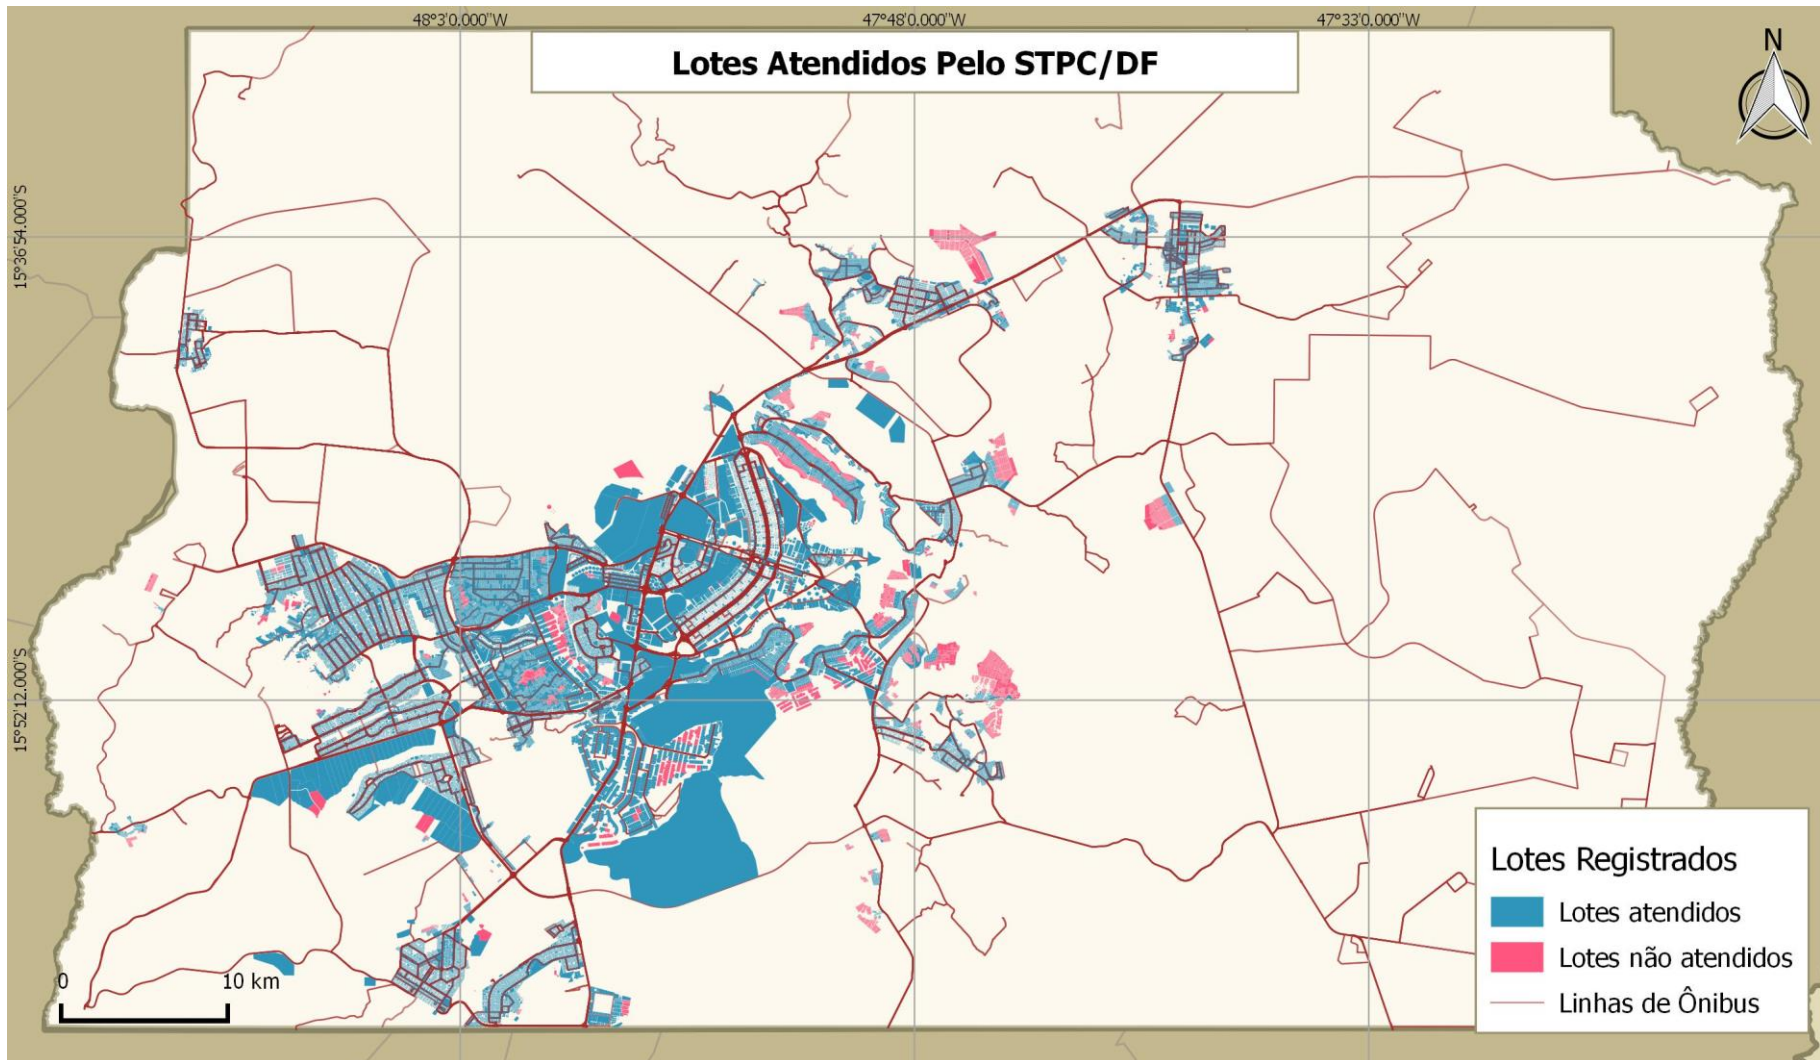 48°3'0.000"W
47°48'0.000"W
47°33'0.000"W
Lotes Atendidos Pelo STPC/DF
N
15°36'54.000"S
15°52'12.000"S
0
10 km
Lotes Registrados
Lotes atendidos
Lotes não atendidos
Linhas de Ônibus